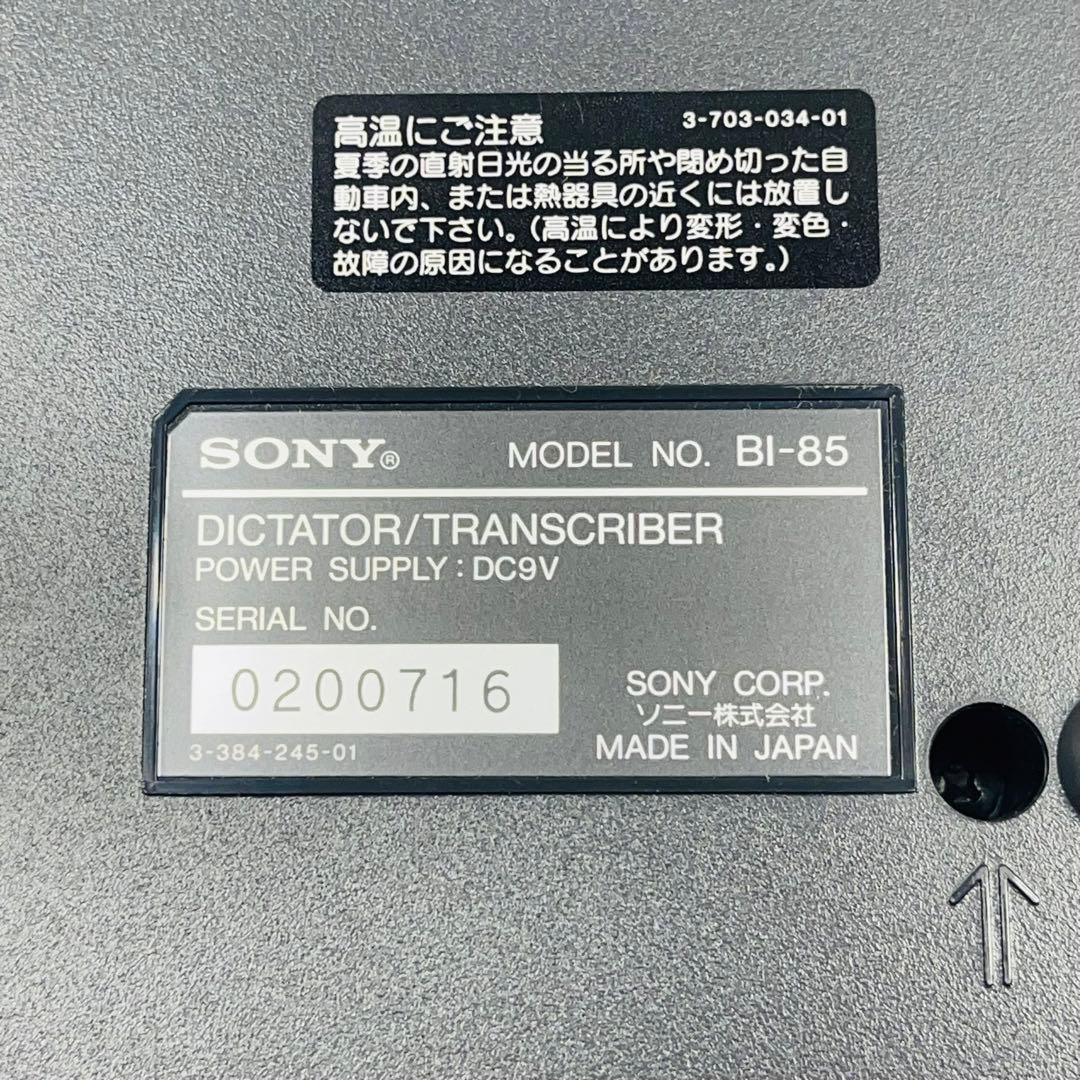 高温にご注意 3-703-034-01
夏季の直射日光の当る所や閉め切った自
動車内、または熱器具の近くには放置し
ないで下さい。(高温により変形・変色・
故障の原因になることがあります。)
SONY® MODEL NO. BI-85
DICTATOR/TRANSCRIBER
POWER SUPPLY : DC9V
SERIAL NO.
0200716
3-384-245-01
SONY CORP.
ソニー株式会社
MADE IN JAPAN